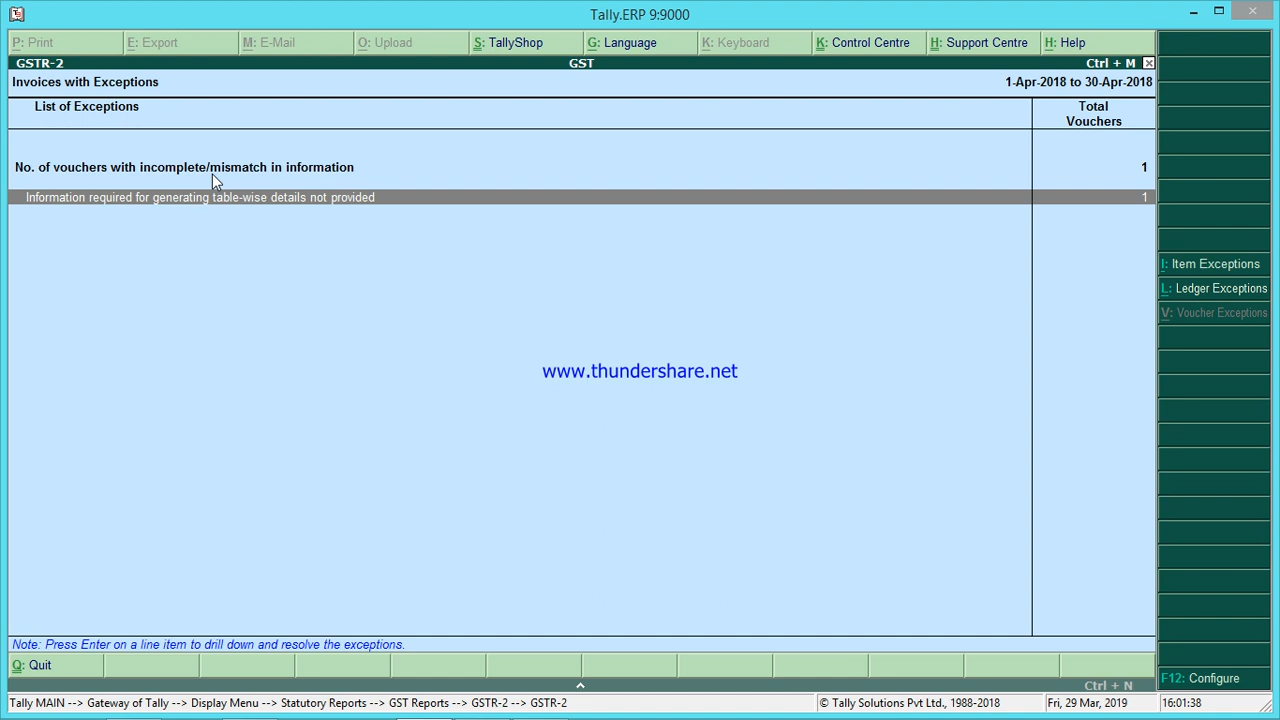 Tally.ERP 9:9000
P: Print
E: Export
M: E-Mail
O: Upload
S: TallyShop
G: Language
K: Keyboard
K: Control Centre
H: Support Centre
H: Help
GSTR-2
GST
Ctrl + M
Invoices with Exceptions
1-Apr-2018 to 30-Apr-2018
List of Exceptions
Total
Vouchers
No. of vouchers with incomplete/mismatch in information
1
Information required for generating table-wise details not provided
1
I: Item Exceptions
L: Ledger Exceptions
V: Voucher Exceptions
www.thundershare.net
Note: Press Enter on a line item to drill down and resolve the exceptions.
Q: Quit
F12: Configure
Ctrl + N
Tally MAIN --> Gateway of Tally --> Display Menu --> Statutory Reports --> GST Reports --> GSTR-2 --> GSTR-2
© Tally Solutions Pvt Ltd., 1988-2018
Fri, 29 Mar, 2019
16:01:38